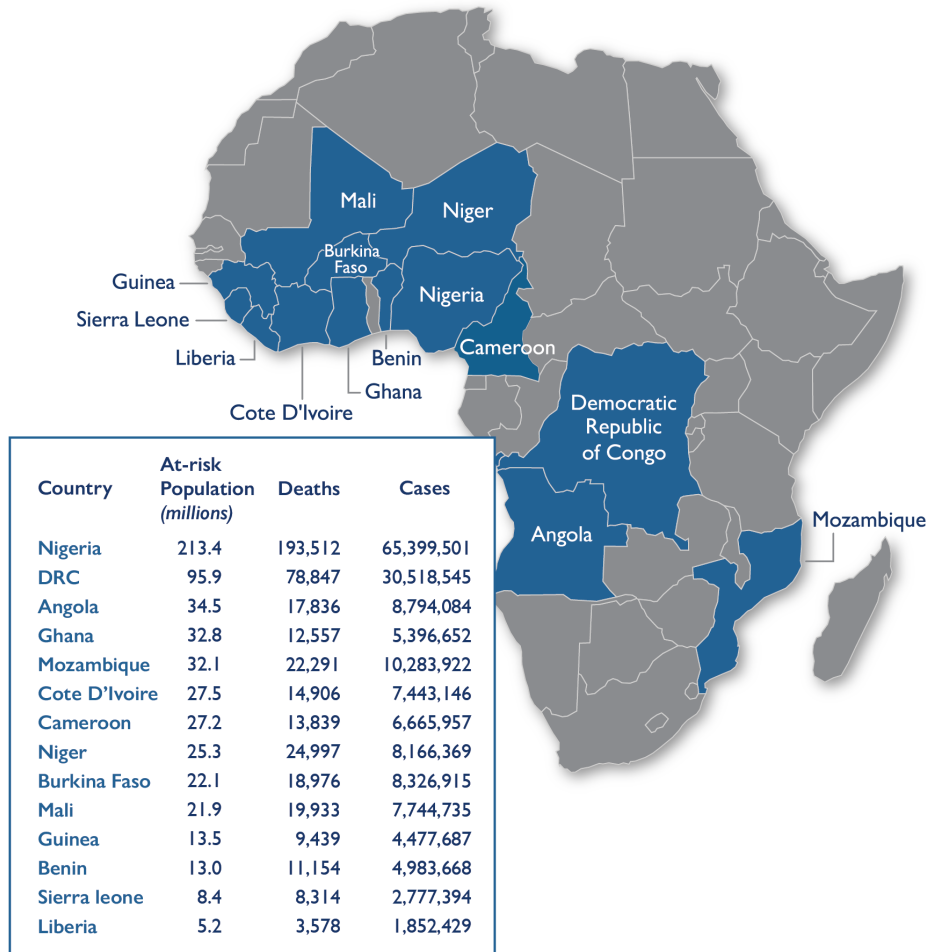 Mali
Niger
Burkina
Faso
Guinea
Nigeria
Sierra Leone
Cameroon
Liberia
Benin
Ghana
Cote D'Ivoire
Democratic
Republic
of Congo
Angola
Mozambique
At-risk
Country Population Deaths Cases
(millions)
Nigeria 213.4 193,512 65,399,501
DRC 95.9 78,847 30,518,545
Angola 34.5 17,836 8,794,084
Ghana 32.8 12,557 5,396,652
Mozambique 32.1 22,291 10,283,922
Cote D’Ivoire 27.5 14,906 7,443,146
Cameroon 27.2 13,839 6,665,957
Niger 25.3 24,997 8,166,369
Burkina Faso 22.1 18,976 8,326,915
Mali 21.9 19,933 7,744,735
Guinea 13.5 9,439 4,477,687
Benin 13.0 11,154 4,983,668
Sierra leone 8.4 8,314 2,777,394
Liberia 5.2 3,578 1,852,429